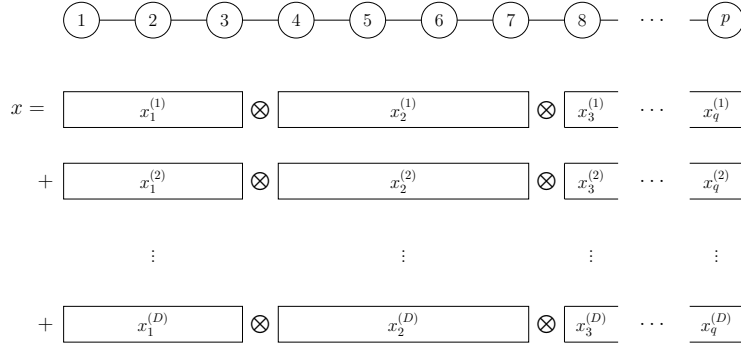 1 2 3 4 5 6 7 8 ⋯ p
x = x_1^{(1)} ⊗ x_2^{(1)} ⊗ x_3^{(1)} ⋯ x_q^{(1)}
+ x_1^{(2)} ⊗ x_2^{(2)} ⊗ x_3^{(2)} ⋯ x_q^{(2)}
⋮ ⋮ ⋮ ⋮
+ x_1^{(D)} ⊗ x_2^{(D)} ⊗ x_3^{(D)} ⋯ x_q^{(D)}